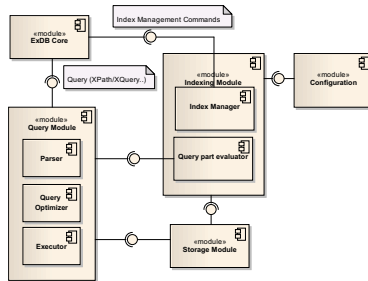 Index Management Commands
«module»
ExDB Core
Query (XPath/XQuery..)
«module»
Indexing Module
Index Manager
Query part evaluator
«module»
Configuration
«module»
Query Module
Parser
Query
Optimizer
Executor
«module»
Storage Module